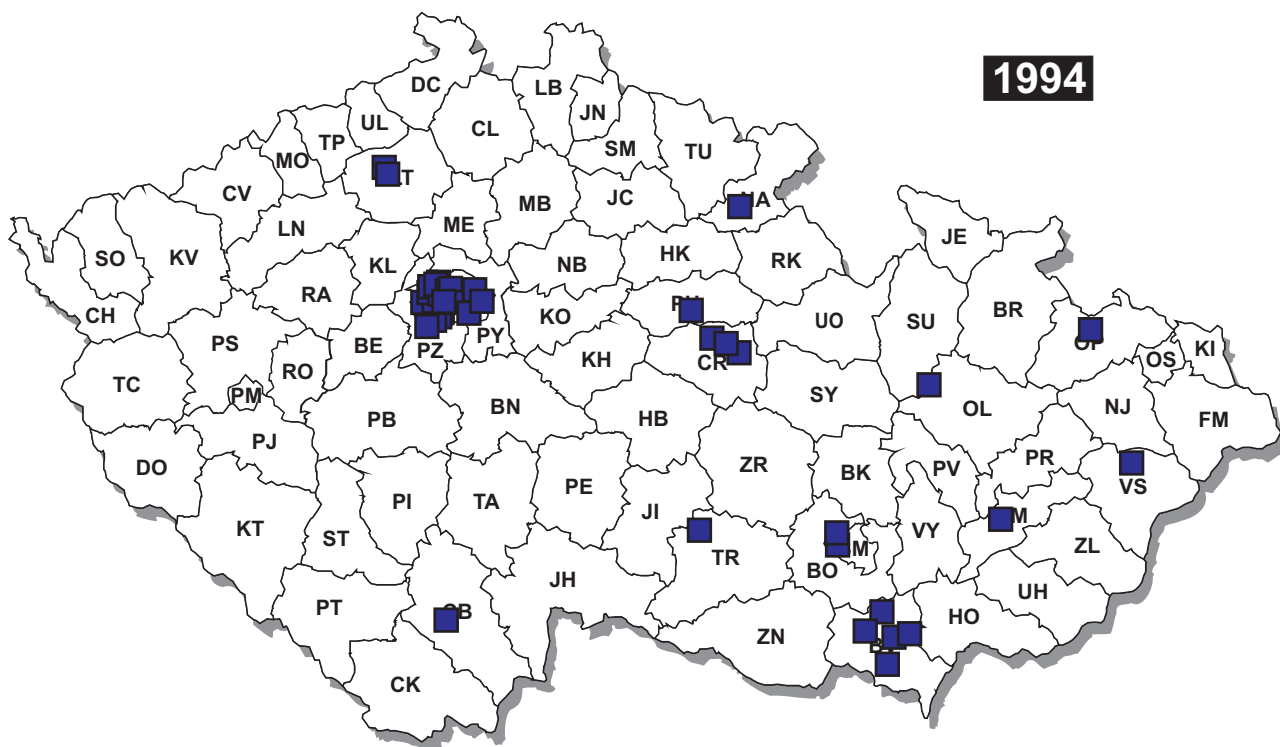 1994
DC
LB
JN
UL
CL
TP
MO
SM
TU
CV
MB
JC
LN
ME
JE
SO
KV
KL
NB
HK
RK
RA
CH
KO
UO
SU
BR
PS
BE
PZ
PY
KH
CR
OS
KI
TC
RO
PM
PB
BN
HB
SY
OL
NJ
FM
PJ
DO
ZR
BK
PV
PR
VS
KT
ST
PI
TA
PE
JI
TR
BO
VY
ZL
PT
JH
UH
HO
ZN
CK